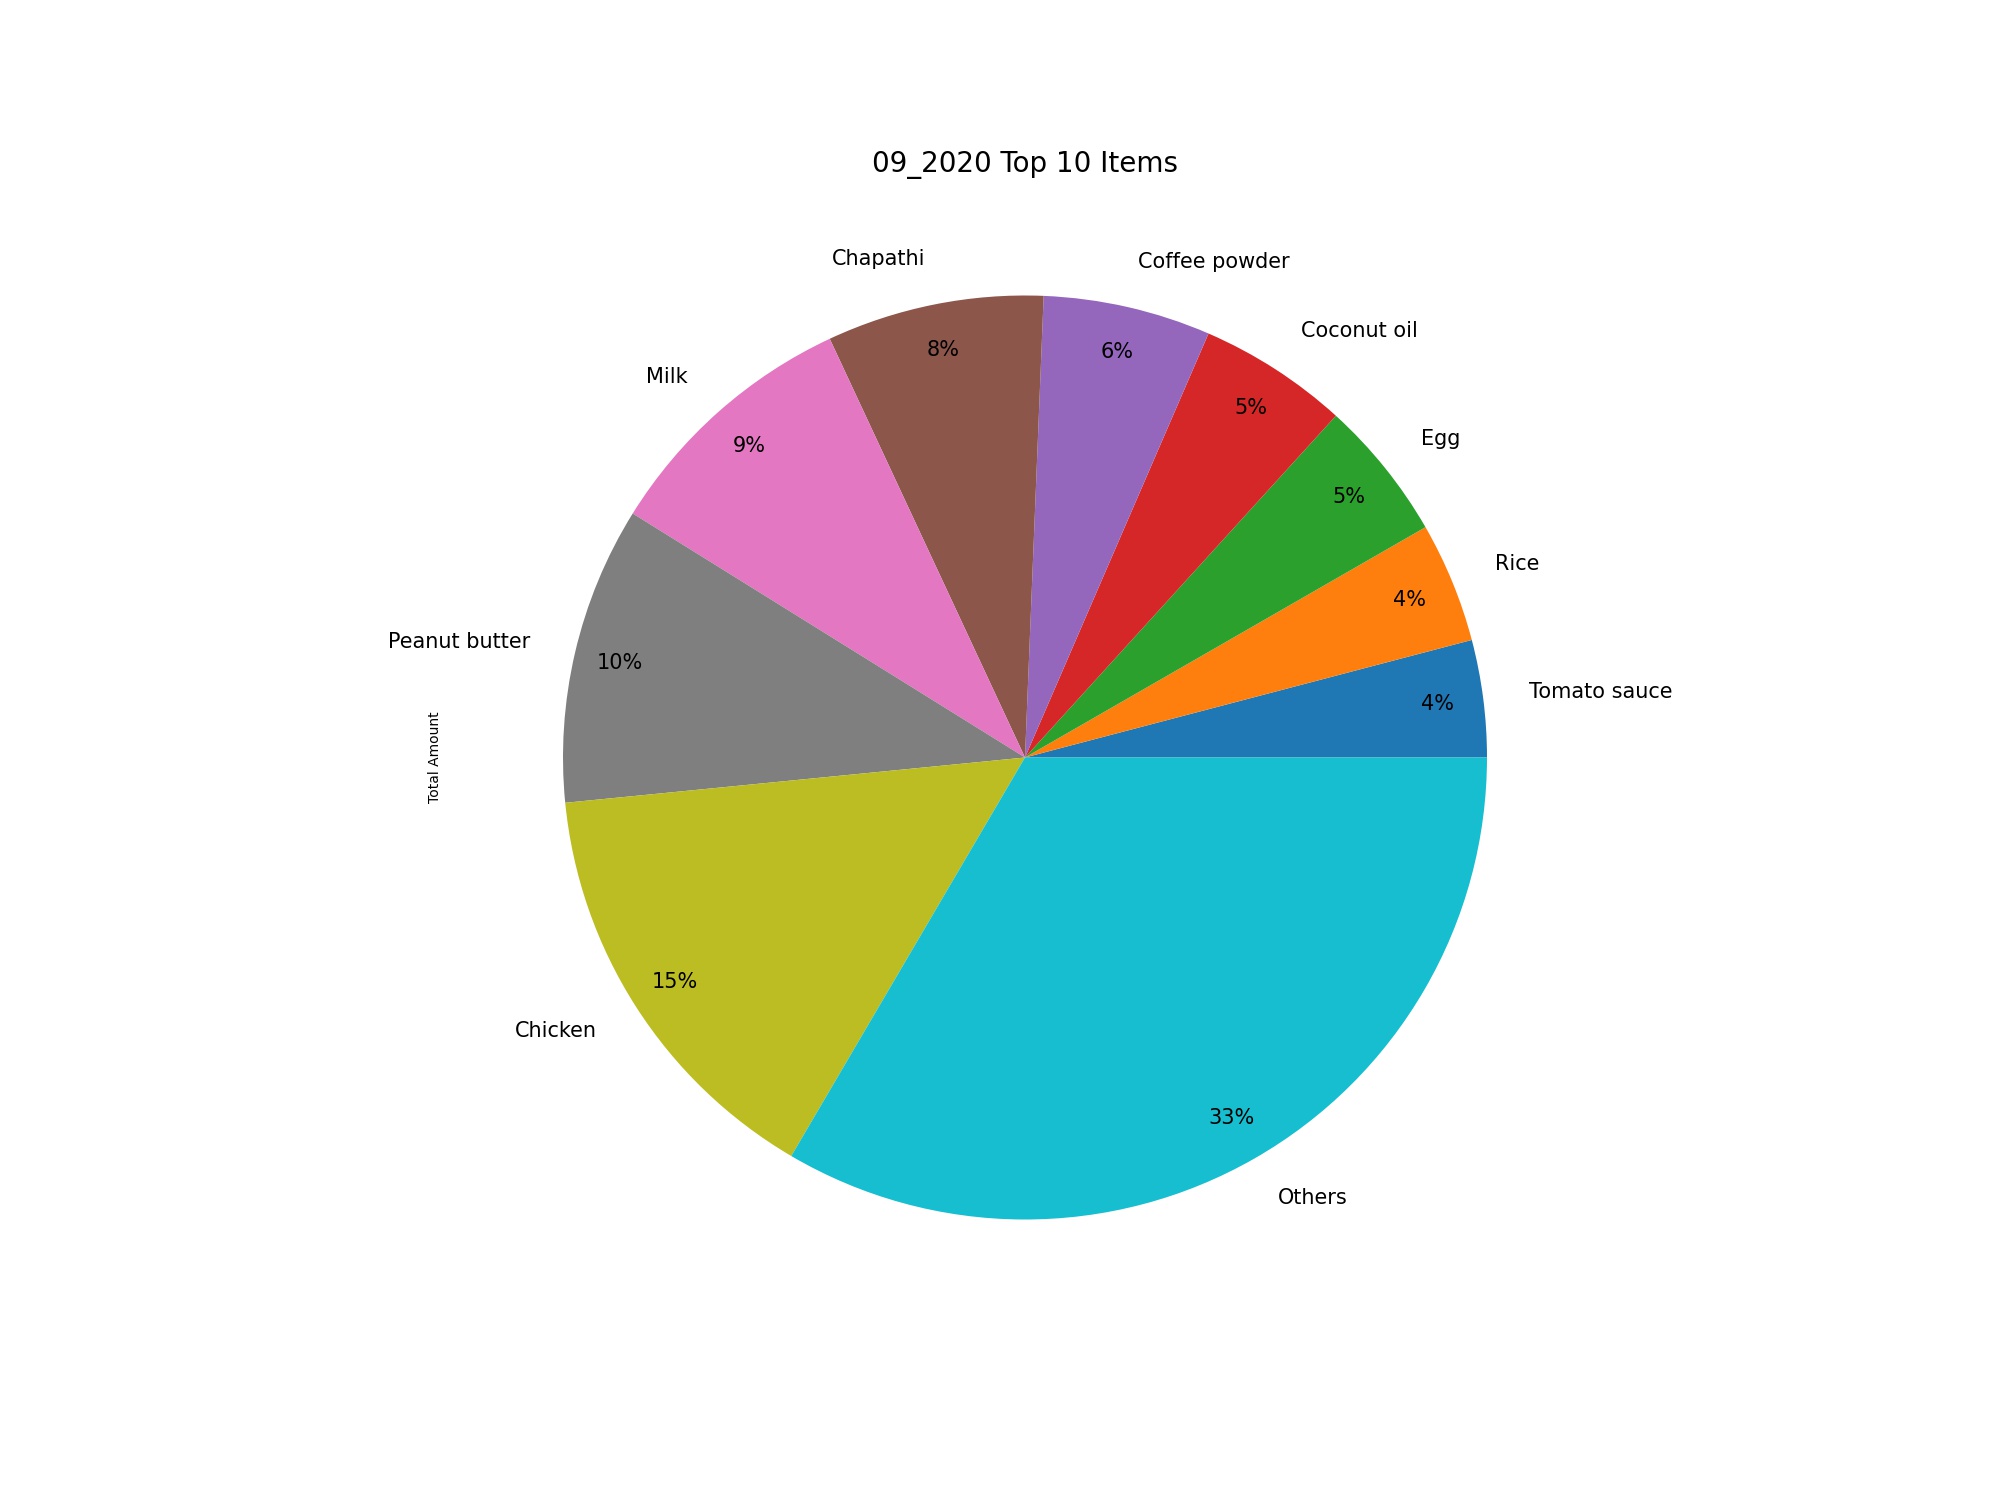 09_2020 Top 10 Items
Chapathi
Coffee powder
Coconut oil
Milk
Egg
Rice
Peanut butter
Tomato sauce
Chicken
Others
8%
6%
5%
9%
5%
4%
10%
4%
15%
33%
Total Amount